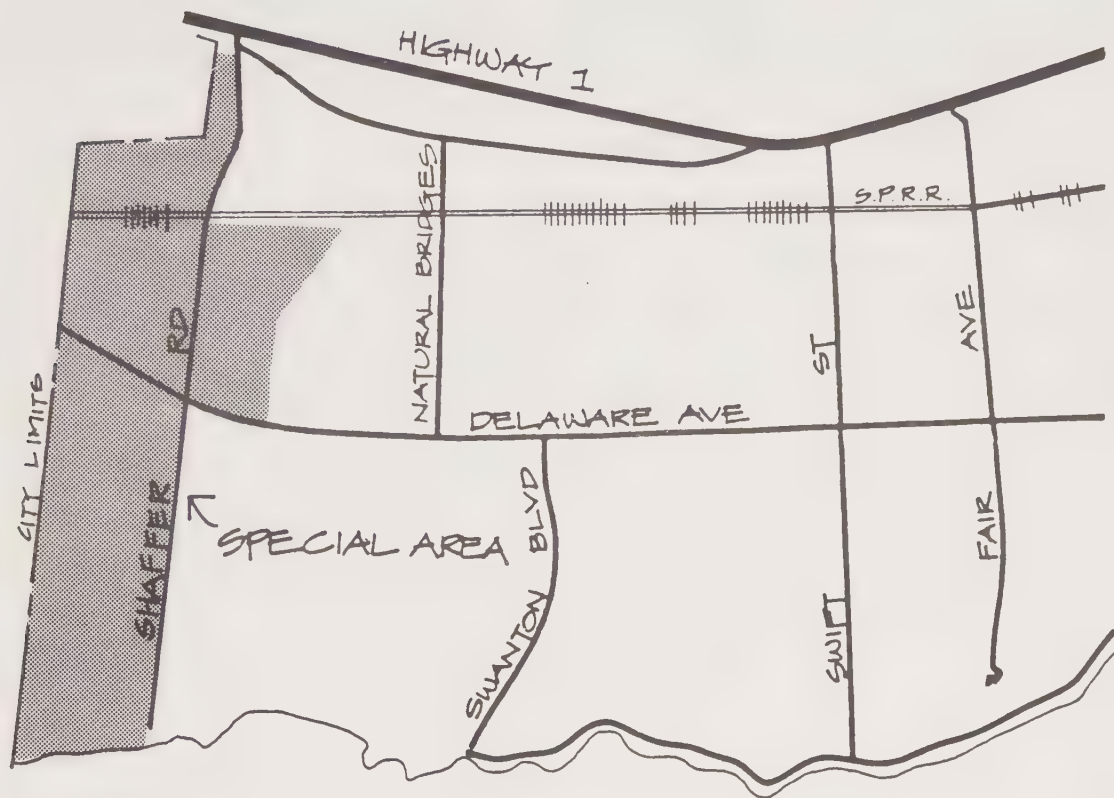 HIGHWAY 1
S.P.R.R.
NATURAL BRIDGES
RD
ST
AVE
CITY LIMITS
DELAWARE AVE
SHAFFER
SPECIAL AREA
BLVD
FAIR
SWANTON
SWIFT